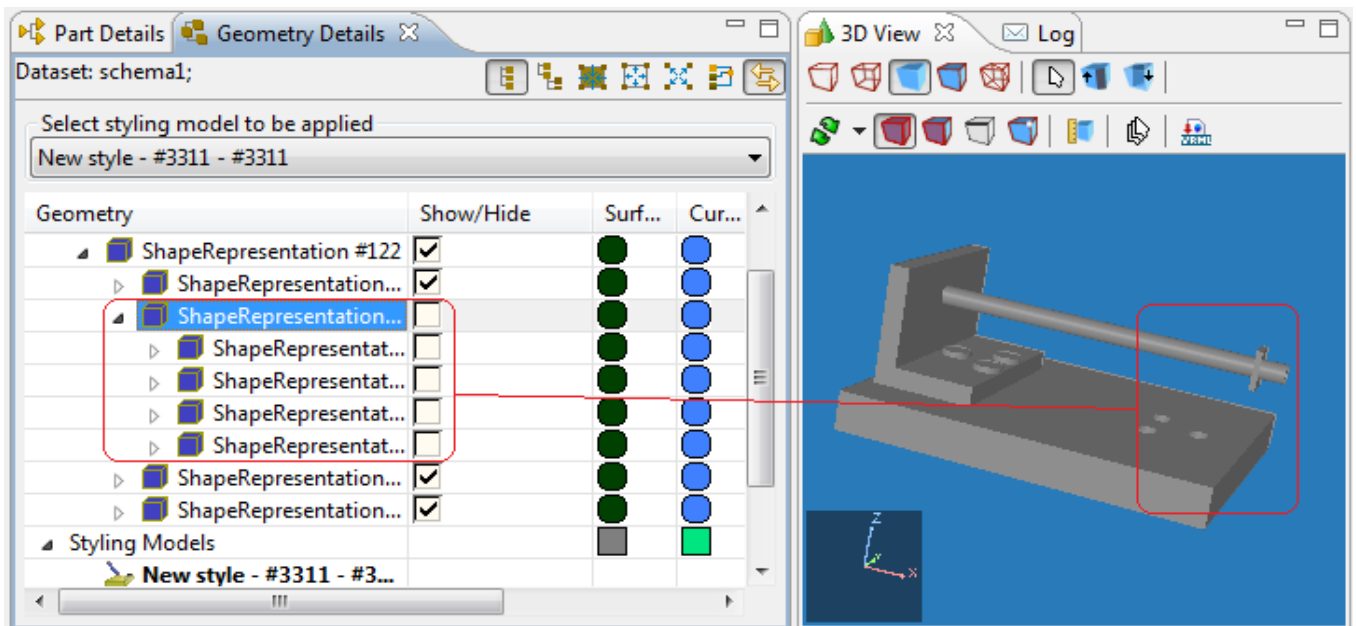 Part Details
Geometry Details
Dataset: schema1;
Select styling model to be applied
New style - #3311 - #3311
Geometry Show/Hide Surf... Cur...
ShapeRepresentation #122
ShapeRepresentation...
ShapeRepresentation...
ShapeRepresentat...
ShapeRepresentat...
ShapeRepresentat...
ShapeRepresentat...
ShapeRepresentation...
ShapeRepresentation...
Styling Models
New style - #3311 - #3...
3D View
Log
Z
Y
X